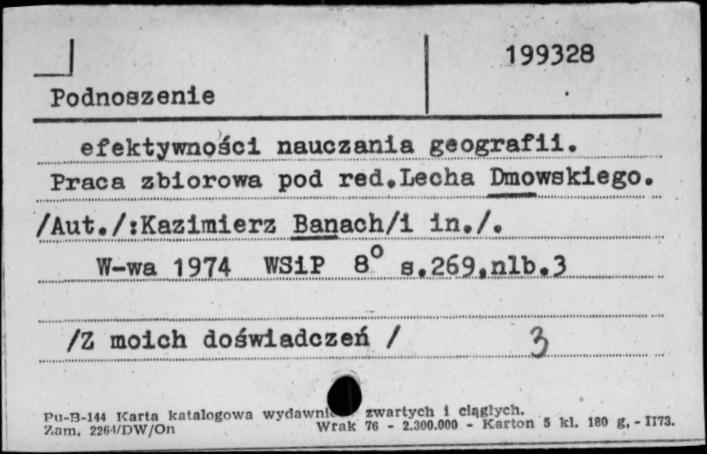 199328
Podnoszenie
efektywności nauczania geografii.
Praca zbiorowa pod red.Lecha Dmowskiego.
/Aut./:Kazimierz Banach/i in./.
W-wa 1974 WSiP 8° s.269,nlb.3
/Z moich doświadczeń / 3
Pu-B-144 Karta katalogowa zwartych i ciągłych.
Zam. 2264/DW/On Wrak 76 - 2.300.000 - Karton 5 kl. 180 g, - II73.